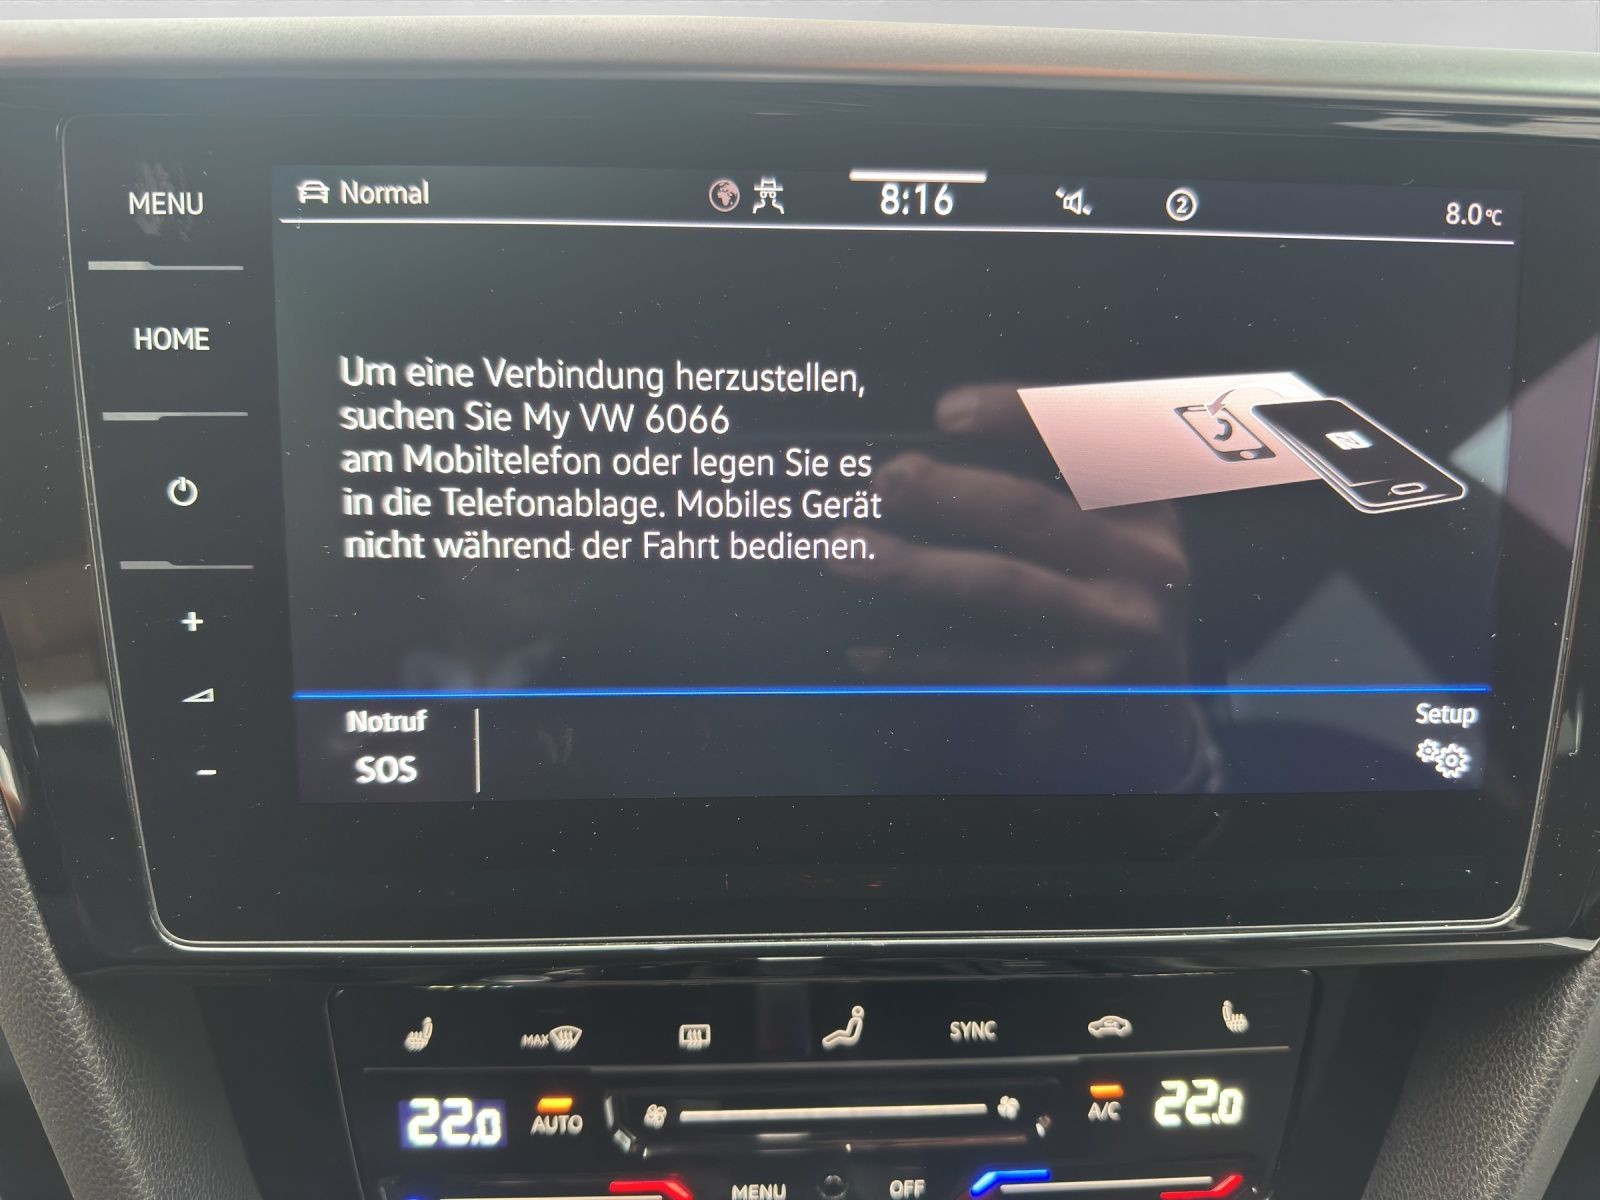 MENU
Normal
8:16
2
8.0°C
HOME
Um eine Verbindung herzustellen,
suchen Sie My VW 6066
am Mobiltelefon oder legen Sie es
in die Telefonablage. Mobiles Gerät
nicht während der Fahrt bedienen.
+
-
Notruf
SOS
Setup
MAX
SYNC
22.0
AUTO
A/C
22.0
MENU
OFF